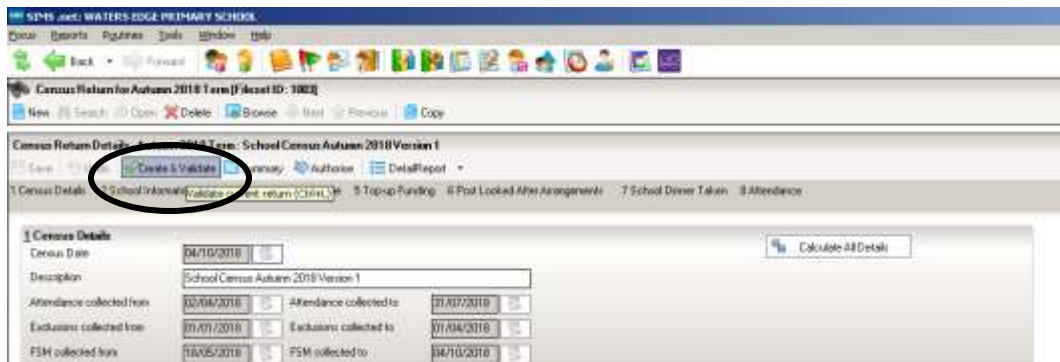 SIMS .net: WATERS EDGE PRIMARY SCHOOL
Focus Reports Routines Tools Window Help
Back Forward
Census Return for Autumn 2018 Term [Fileset ID: 1003]
New Search Open Delete Browse Next Previous Copy
Census Return Details: Autumn 2018 Term: School Census Autumn 2018 Version 1
Save Create & Validate Summary Authorise DetailReport
1 Census Details 2 School Information 5 Top-up Funding 6 Post Looked After Arrangements 7 School Dinner Taken 8 Attendance
Validate current return (Ctrl+L)
1 Census Details
Calculate All Details
Census Date 04/10/2018
Description School Census Autumn 2018 Version 1
Attendance collected from 02/04/2018 Attendance collected to 31/07/2018
Exclusions collected from 01/01/2018 Exclusions collected to 01/04/2018
FSM collected from 18/05/2018 FSM collected to 04/10/2018